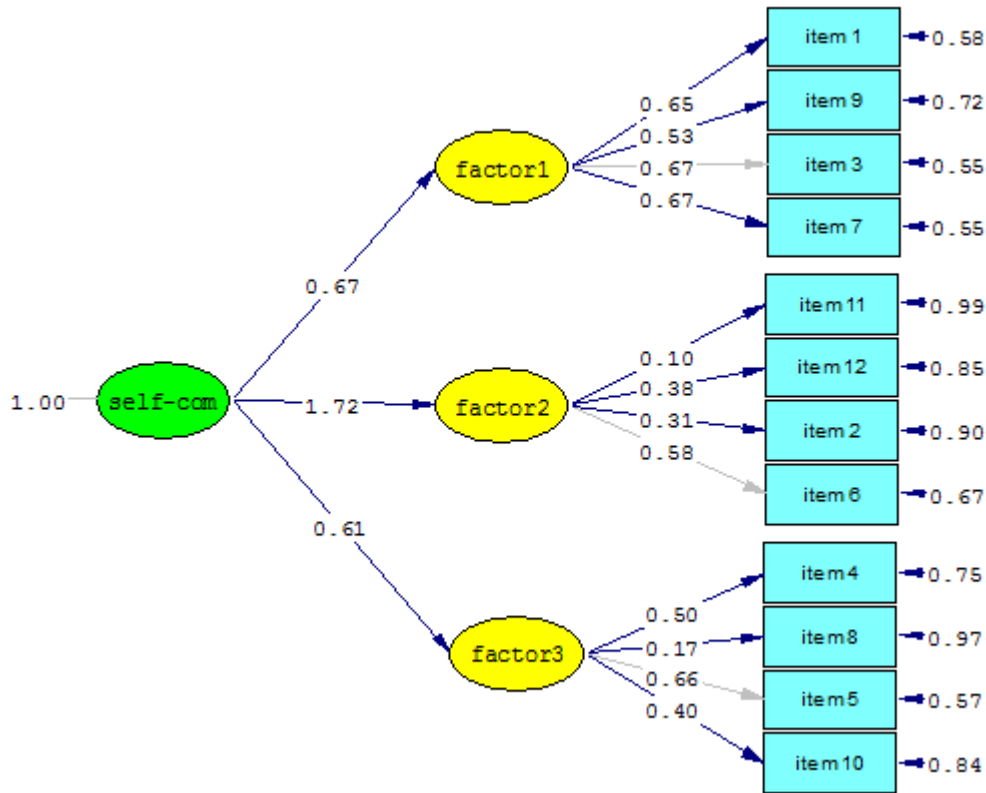 item 1
0.58
0.65
item 9
0.72
0.53
factor1
item 3
0.55
0.67
item 7
0.55
0.67
0.67
item 11
0.99
0.10
item 12
0.85
0.38
1.00
self-com
1.72
factor2
item 2
0.90
0.31
item 6
0.67
0.58
0.61
item 4
0.75
0.50
item 8
0.97
0.17
factor3
item 5
0.57
0.66
item 10
0.84
0.40